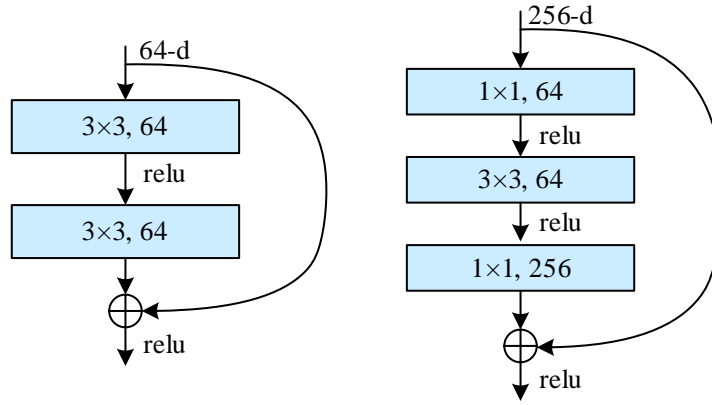 64-d
3×3, 64
relu
3×3, 64
relu
256-d
1×1, 64
relu
3×3, 64
relu
1×1, 256
relu